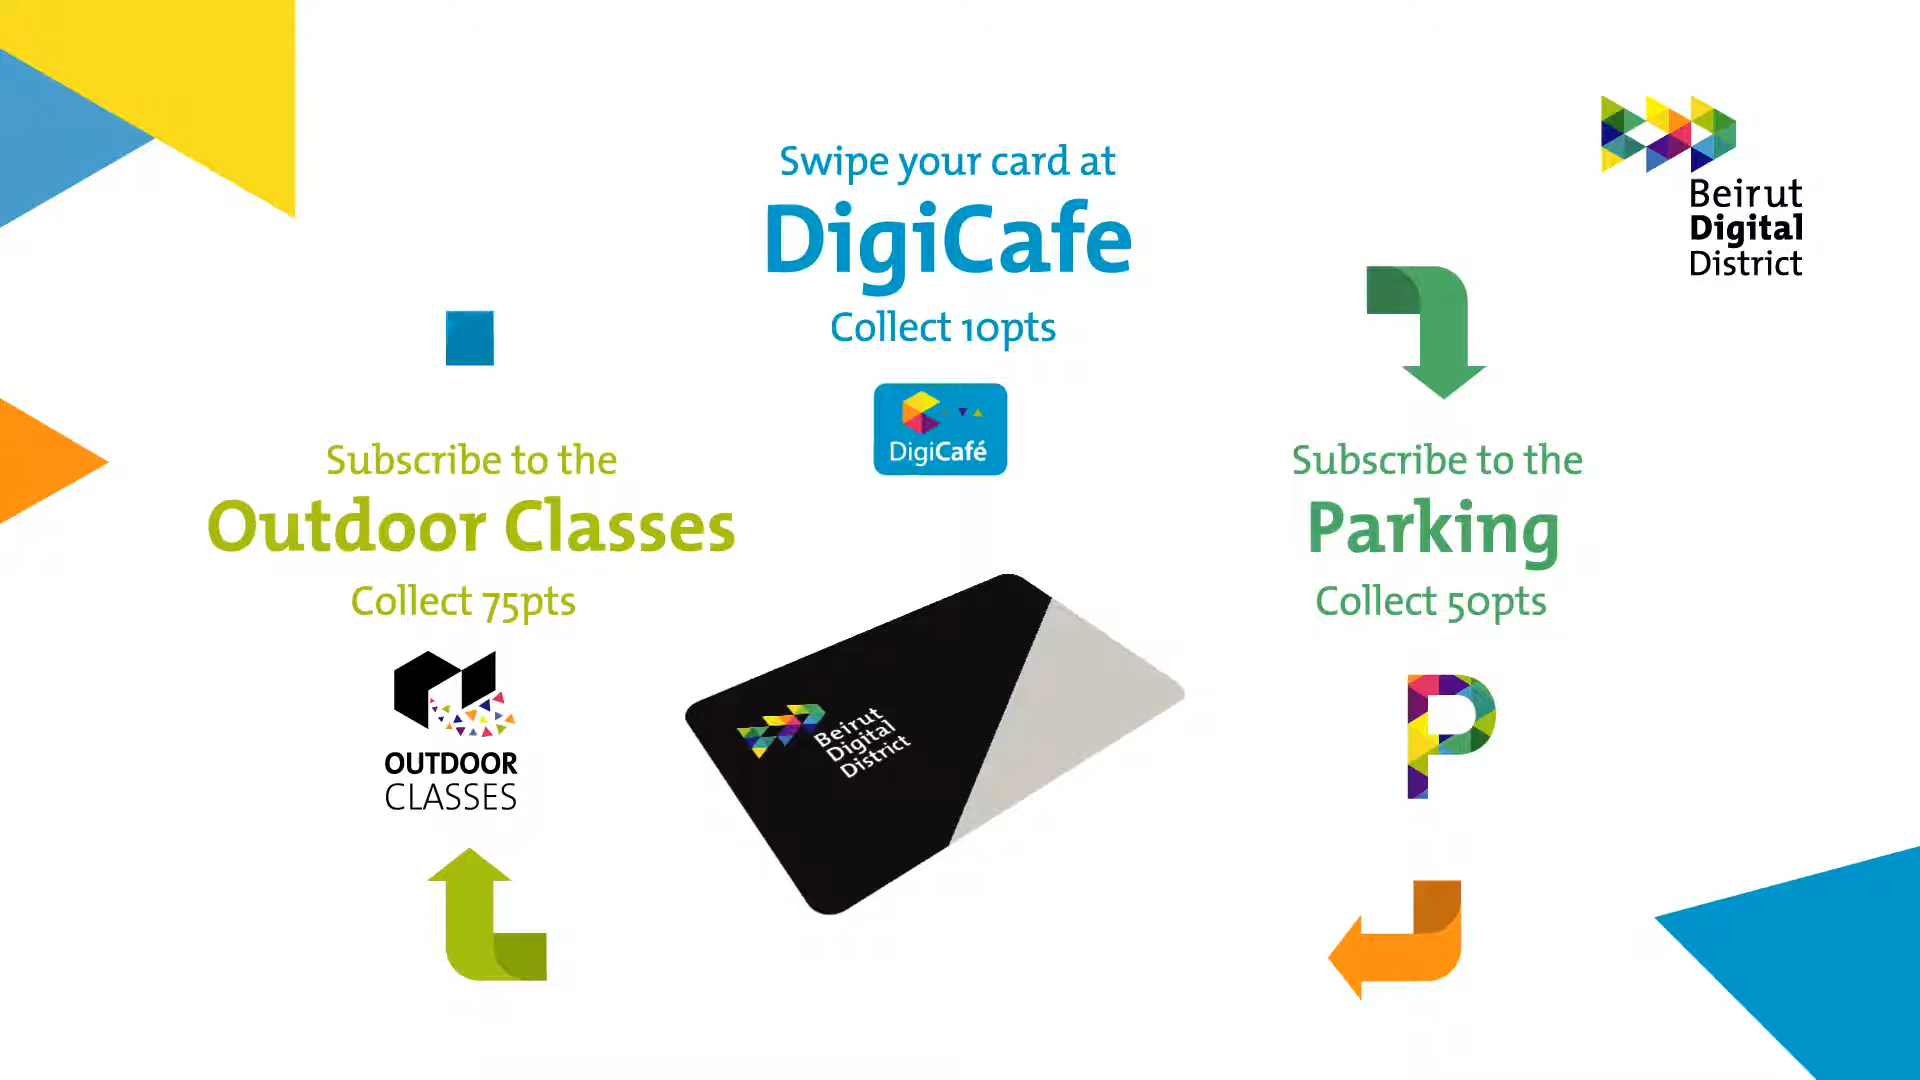 Swipe your card at
DigiCafe
Collect 10pts
DigiCafé
Beirut
Digital
District
Subscribe to the
Outdoor Classes
Collect 75pts
OUTDOOR
CLASSES
Subscribe to the
Parking
Collect 50pts
P
Beirut
Digital
District